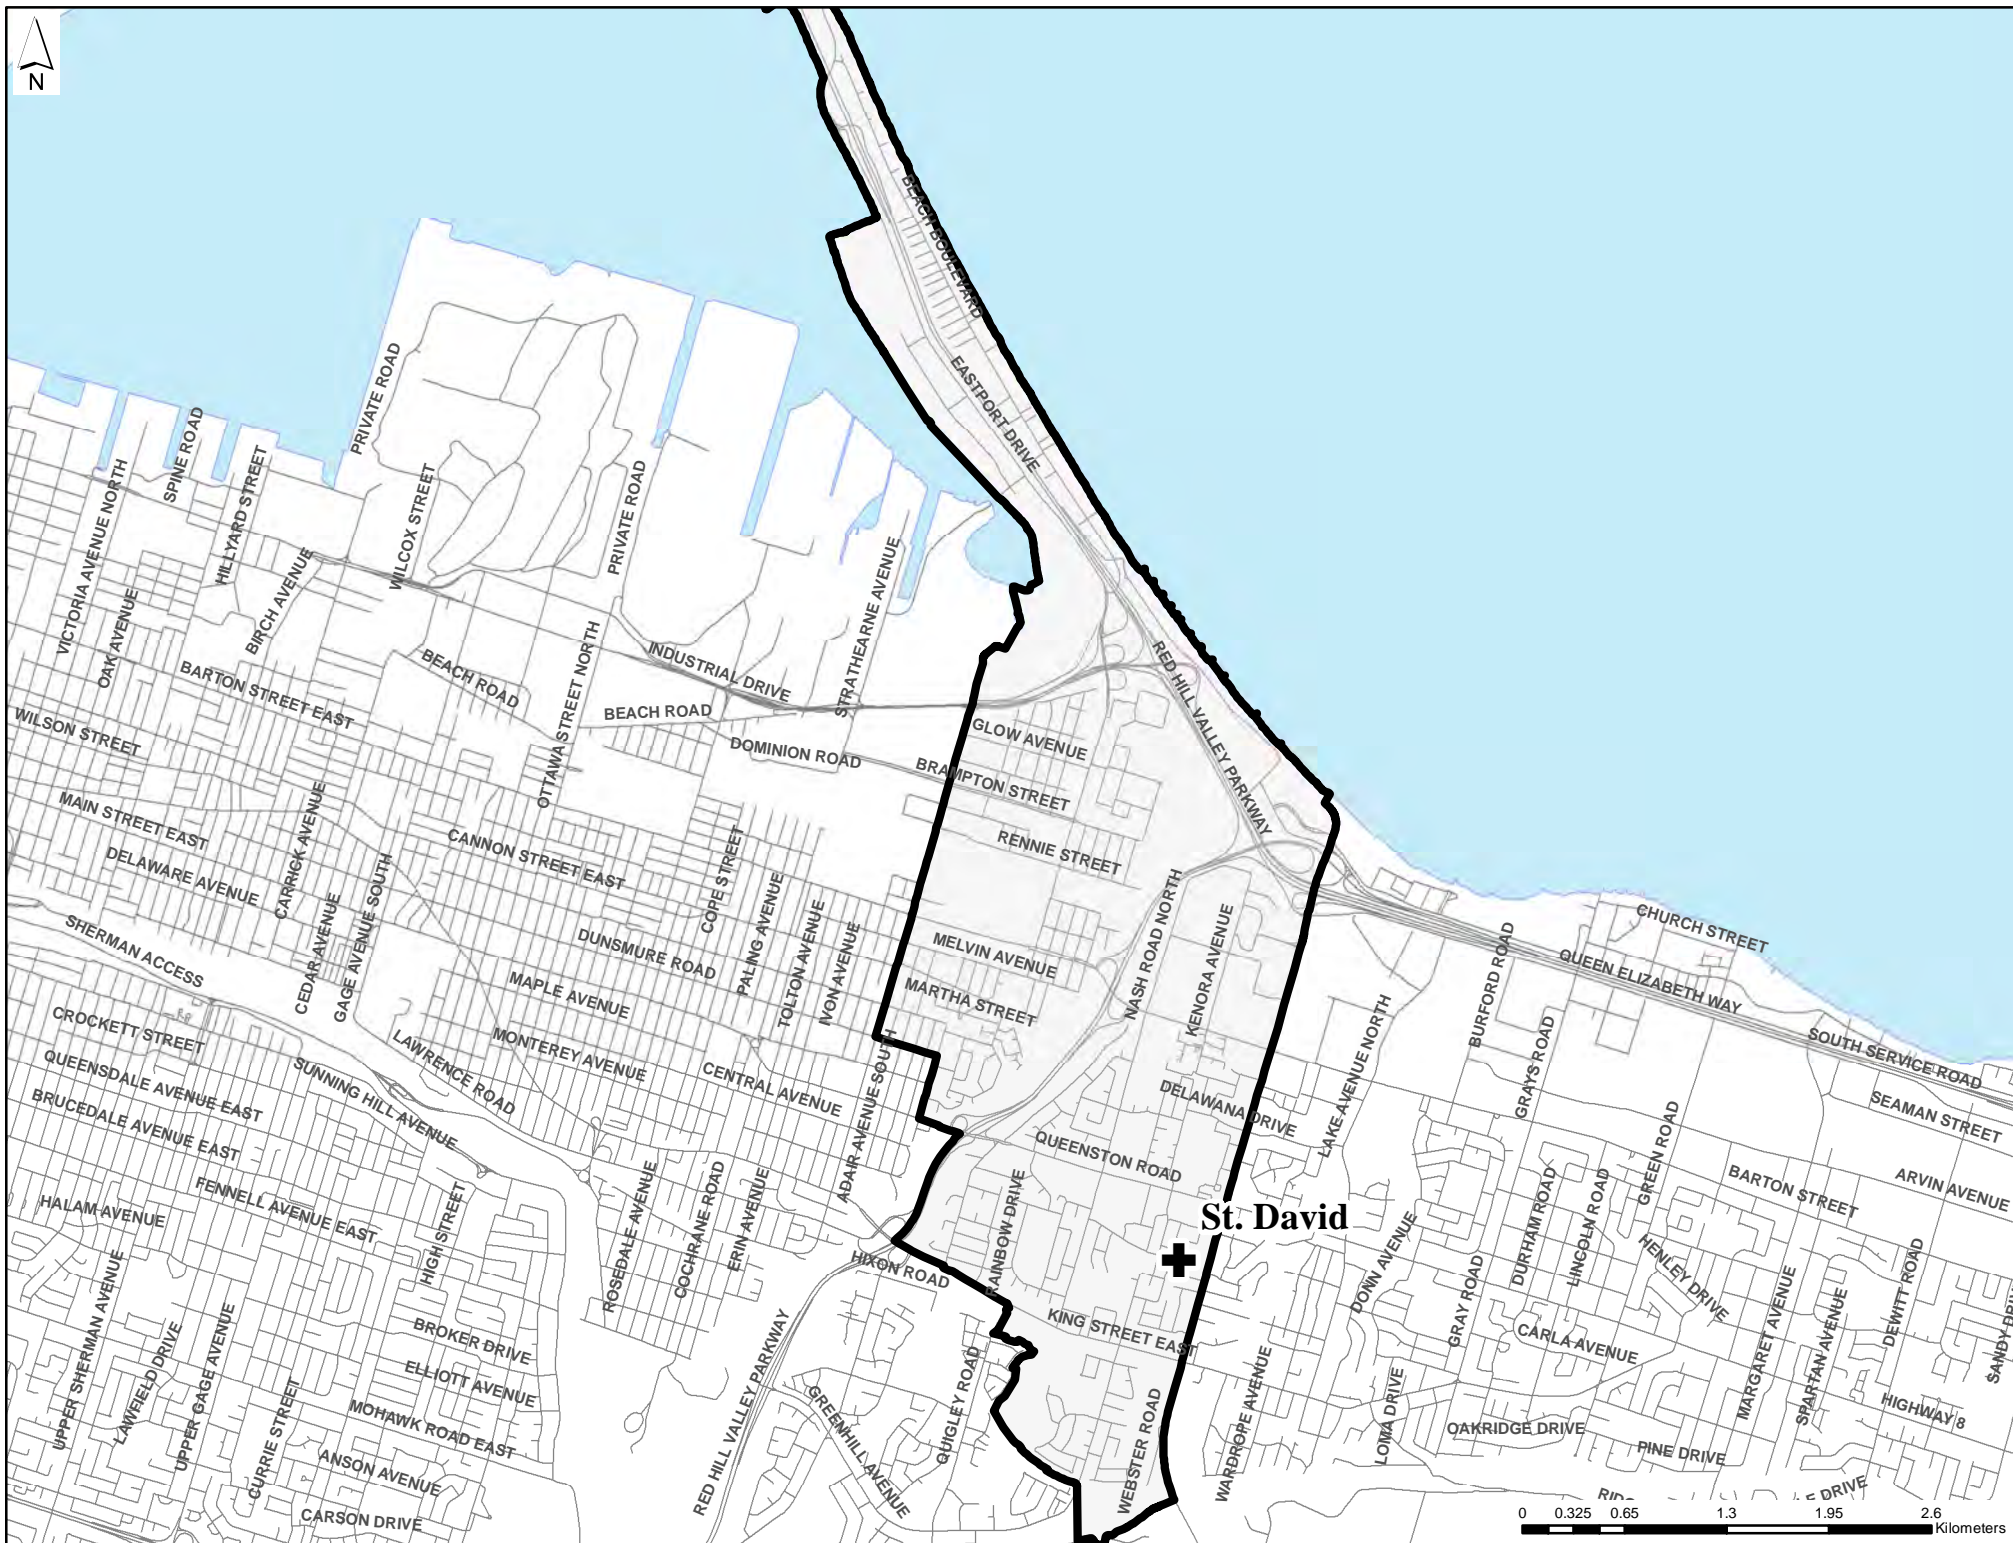 N
BEACH BOULEVARD
EASTPORT DRIVE
PRIVATE ROAD
SPINE ROAD
HILLYARD STREET
VICTORIA AVENUE NORTH
WILCOX STREET
PRIVATE ROAD
BIRCH AVENUE
OAK AVENUE
STRATHEARNE AVENUE
INDUSTRIAL DRIVE
BEACH ROAD
BARTON STREET EAST
OTTAWA STREET NORTH
BEACH ROAD
RED HILL VALLEY PARKWAY
WILSON STREET
DOMINION ROAD
GLOW AVENUE
BRAMPTON STREET
RENNIE STREET
MAIN STREET EAST
DELAWARE AVENUE
CARRICK AVENUE
CANNON STREET EAST
COPE STREET
GAGE AVENUE SOUTH
CEDAR AVENUE
PALING AVENUE
TOLTON AVENUE
IVON AVENUE
DUNSMURE ROAD
MELVIN AVENUE
NASH ROAD NORTH
KENORA AVENUE
CHURCH STREET
QUEEN ELIZABETH WAY
BURFORD ROAD
SHERMAN ACCESS
MAPLE AVENUE
MARTHA STREET
LAKE AVENUE NORTH
GRAYS ROAD
SOUTH SERVICE ROAD
SEAMAN STREET
CROCKETT STREET
LAWRENCE ROAD
MONTEREY AVENUE
CENTRAL AVENUE
ADAIR AVENUE SOUTH
DELAWANA DRIVE
QUEENSDALE AVENUE EAST
SUNNING HILL AVENUE
BRUCEDALE AVENUE EAST
QUEENSTON ROAD
GREEN ROAD
BARTON STREET
ARVIN AVENUE
HALAM AVENUE
FENNELL AVENUE EAST
HIGH STREET
ROSEDALE AVENUE
COCHRANE ROAD
ERIN AVENUE
RAINBOW DRIVE
St. David
DURHAM ROAD
LINCOLN ROAD
HIXON ROAD
DONN AVENUE
HENLEY DRIVE
DEWITT ROAD
UPPER SHERMAN AVENUE
LAWFIELD DRIVE
UPPER GAGE AVENUE
BROKER DRIVE
ELLIOTT AVENUE
KING STREET EAST
GRAY ROAD
CARLA AVENUE
MARGARET AVENUE
SPARTAN AVENUE
RED HILL VALLEY PARKWAY
GREENHILL AVENUE
QUIGLEY ROAD
WEBSTER ROAD
WARDROPE AVENUE
LOMA DRIVE
OAKRIDGE DRIVE
PINE DRIVE
HIGHWAY 8
CURRIE STREET
MOHAWK ROAD EAST
ANSON AVENUE
CARSON DRIVE
DRIVE
0 0.325 0.65 1.3 1.95 2.6
Kilometers